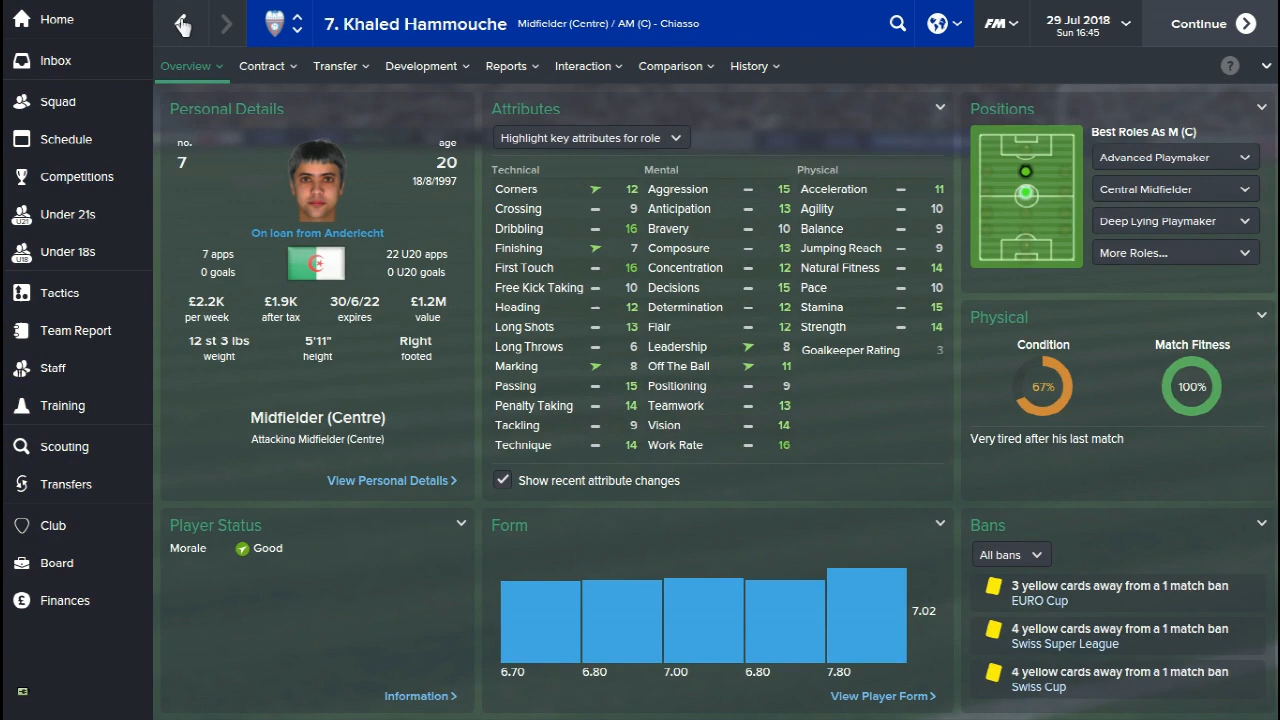 Home
Inbox
Squad
Schedule
Competitions
U21 Under 21s
U18 Under 18s
Tactics
Team Report
Staff
Training
Scouting
Transfers
Club
Board
£ Finances
7. Khaled Hammouche Midfielder (Centre) / AM (C) - Chiasso
FM
29 Jul 2018
Sun 16:45
Continue
Overview Contract Transfer Development Reports Interaction Comparison History ?
Personal Details
no.
7
age
20
18/8/1997
On loan from Anderlecht
7 apps
0 goals
22 U20 apps
0 U20 goals
£2.2K £1.9K 30/6/22 £1.2M
per week after tax expires value
12 st 3 lbs 5'11" Right
weight height footed
Midfielder (Centre)
Attacking Midfielder (Centre)
View Personal Details >
Attributes
Highlight key attributes for role
Technical Mental Physical
Corners 12 Aggression 15 Acceleration 11
Crossing 9 Anticipation 13 Agility 10
Dribbling 16 Bravery 10 Balance 9
Finishing 7 Composure 13 Jumping Reach 9
First Touch 16 Concentration 12 Natural Fitness 14
Free Kick Taking 10 Decisions 15 Pace 10
Heading 12 Determination 12 Stamina 15
Long Shots 13 Flair 12 Strength 14
Long Throws 6 Leadership 8 Goalkeeper Rating 3
Marking 8 Off The Ball 11
Passing 15 Positioning 9
Penalty Taking 14 Teamwork 13
Tackling 9 Vision 14
Technique 14 Work Rate 16
Show recent attribute changes
Positions
Best Roles As M (C)
Advanced Playmaker
Central Midfielder
Deep Lying Playmaker
More Roles...
Physical
Condition Match Fitness
67% 100%
Very tired after his last match
Player Status
Morale Good
Information >
Form
7.02
6.70 6.80 7.00 6.80 7.80
View Player Form >
Bans
All bans
3 yellow cards away from a 1 match ban
EURO Cup
4 yellow cards away from a 1 match ban
Swiss Super League
4 yellow cards away from a 1 match ban
Swiss Cup